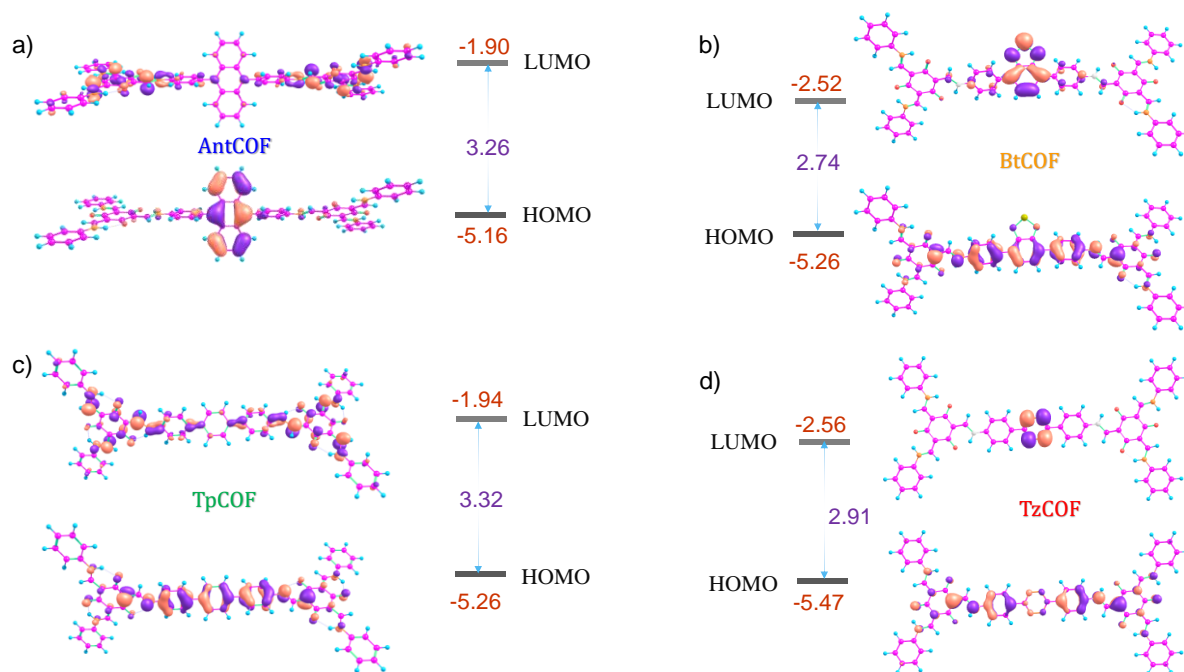 a)
-1.90
LUMO
AntCOF
3.26
HOMO
-5.16
b)
-2.52
LUMO
2.74
BtCOF
HOMO
-5.26
c)
-1.94
LUMO
TpCOF
3.32
HOMO
-5.26
d)
-2.56
LUMO
2.91
TzCOF
HOMO
-5.47